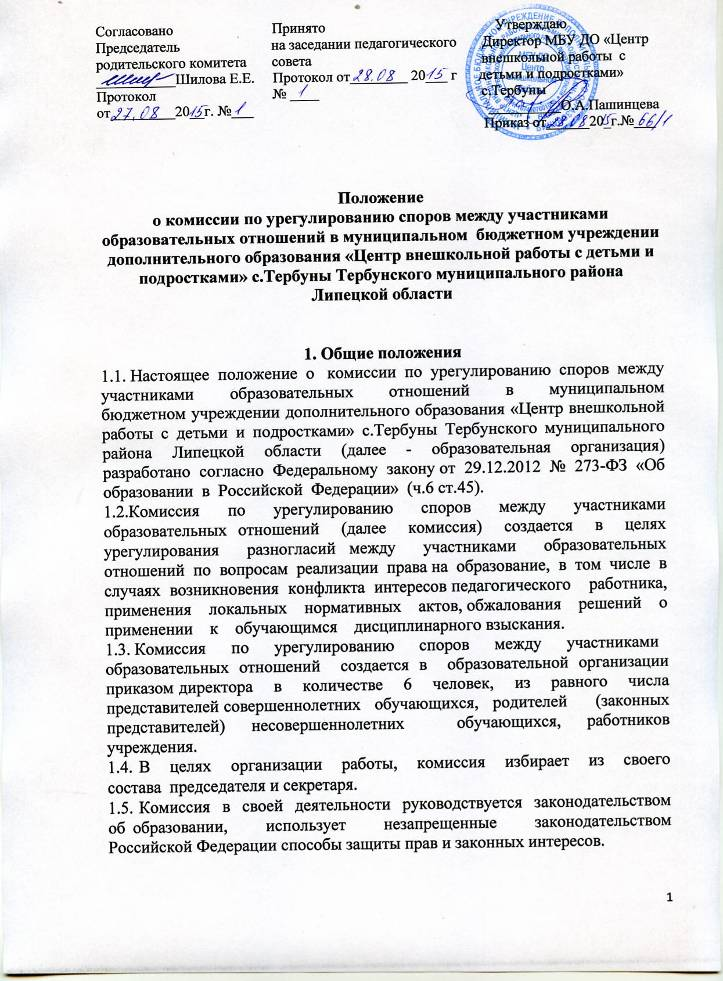 Согласовано
Председатель
родительского комитета
Шилова Е.Е.
Протокол
от 27.08 2015 г. № 1
Принято
на заседании педагогического
совета
Протокол от 28.08 2015 г
№ 1
Утверждаю
Директор МБУ ДО «Центр
внешкольной работы с
детьми и подростками»
с.Тербуны
О.А.Пашинцева
Приказ от 28.08 2015г.№ 66/1
Положение
о комиссии по урегулированию споров между участниками
образовательных отношений в муниципальном бюджетном учреждении
дополнительного образования «Центр внешкольной работы с детьми и
подростками» с.Тербуны Тербунского муниципального района
Липецкой области
1. Общие положения
1.1. Настоящее положение о комиссии по урегулированию споров между
участниками образовательных отношений в муниципальном
бюджетном учреждении дополнительного образования «Центр внешкольной
работы с детьми и подростками» с.Тербуны Тербунского муниципального
района Липецкой области (далее - образовательная организация)
разработано согласно Федеральному закону от 29.12.2012 № 273-ФЗ «Об
образовании в Российской Федерации» (ч.6 ст.45).
1.2.Комиссия по урегулированию споров между участниками
образовательных отношений (далее комиссия) создается в целях
урегулирования разногласий между участниками образовательных
отношений по вопросам реализации права на образование, в том числе в
случаях возникновения конфликта интересов педагогического работника,
применения локальных нормативных актов, обжалования решений о
применении к обучающимся дисциплинарного взыскания.
1.3. Комиссия по урегулированию споров между участниками
образовательных отношений создается в образовательной организации
приказом директора в количестве 6 человек, из равного числа
представителей совершеннолетних обучающихся, родителей (законных
представителей) несовершеннолетних обучающихся, работников
учреждения.
1.4. В целях организации работы, комиссия избирает из своего
состава председателя и секретаря.
1.5. Комиссия в своей деятельности руководствуется законодательством
об образовании, использует незапрещенные законодательством
Российской Федерации способы защиты прав и законных интересов.
1